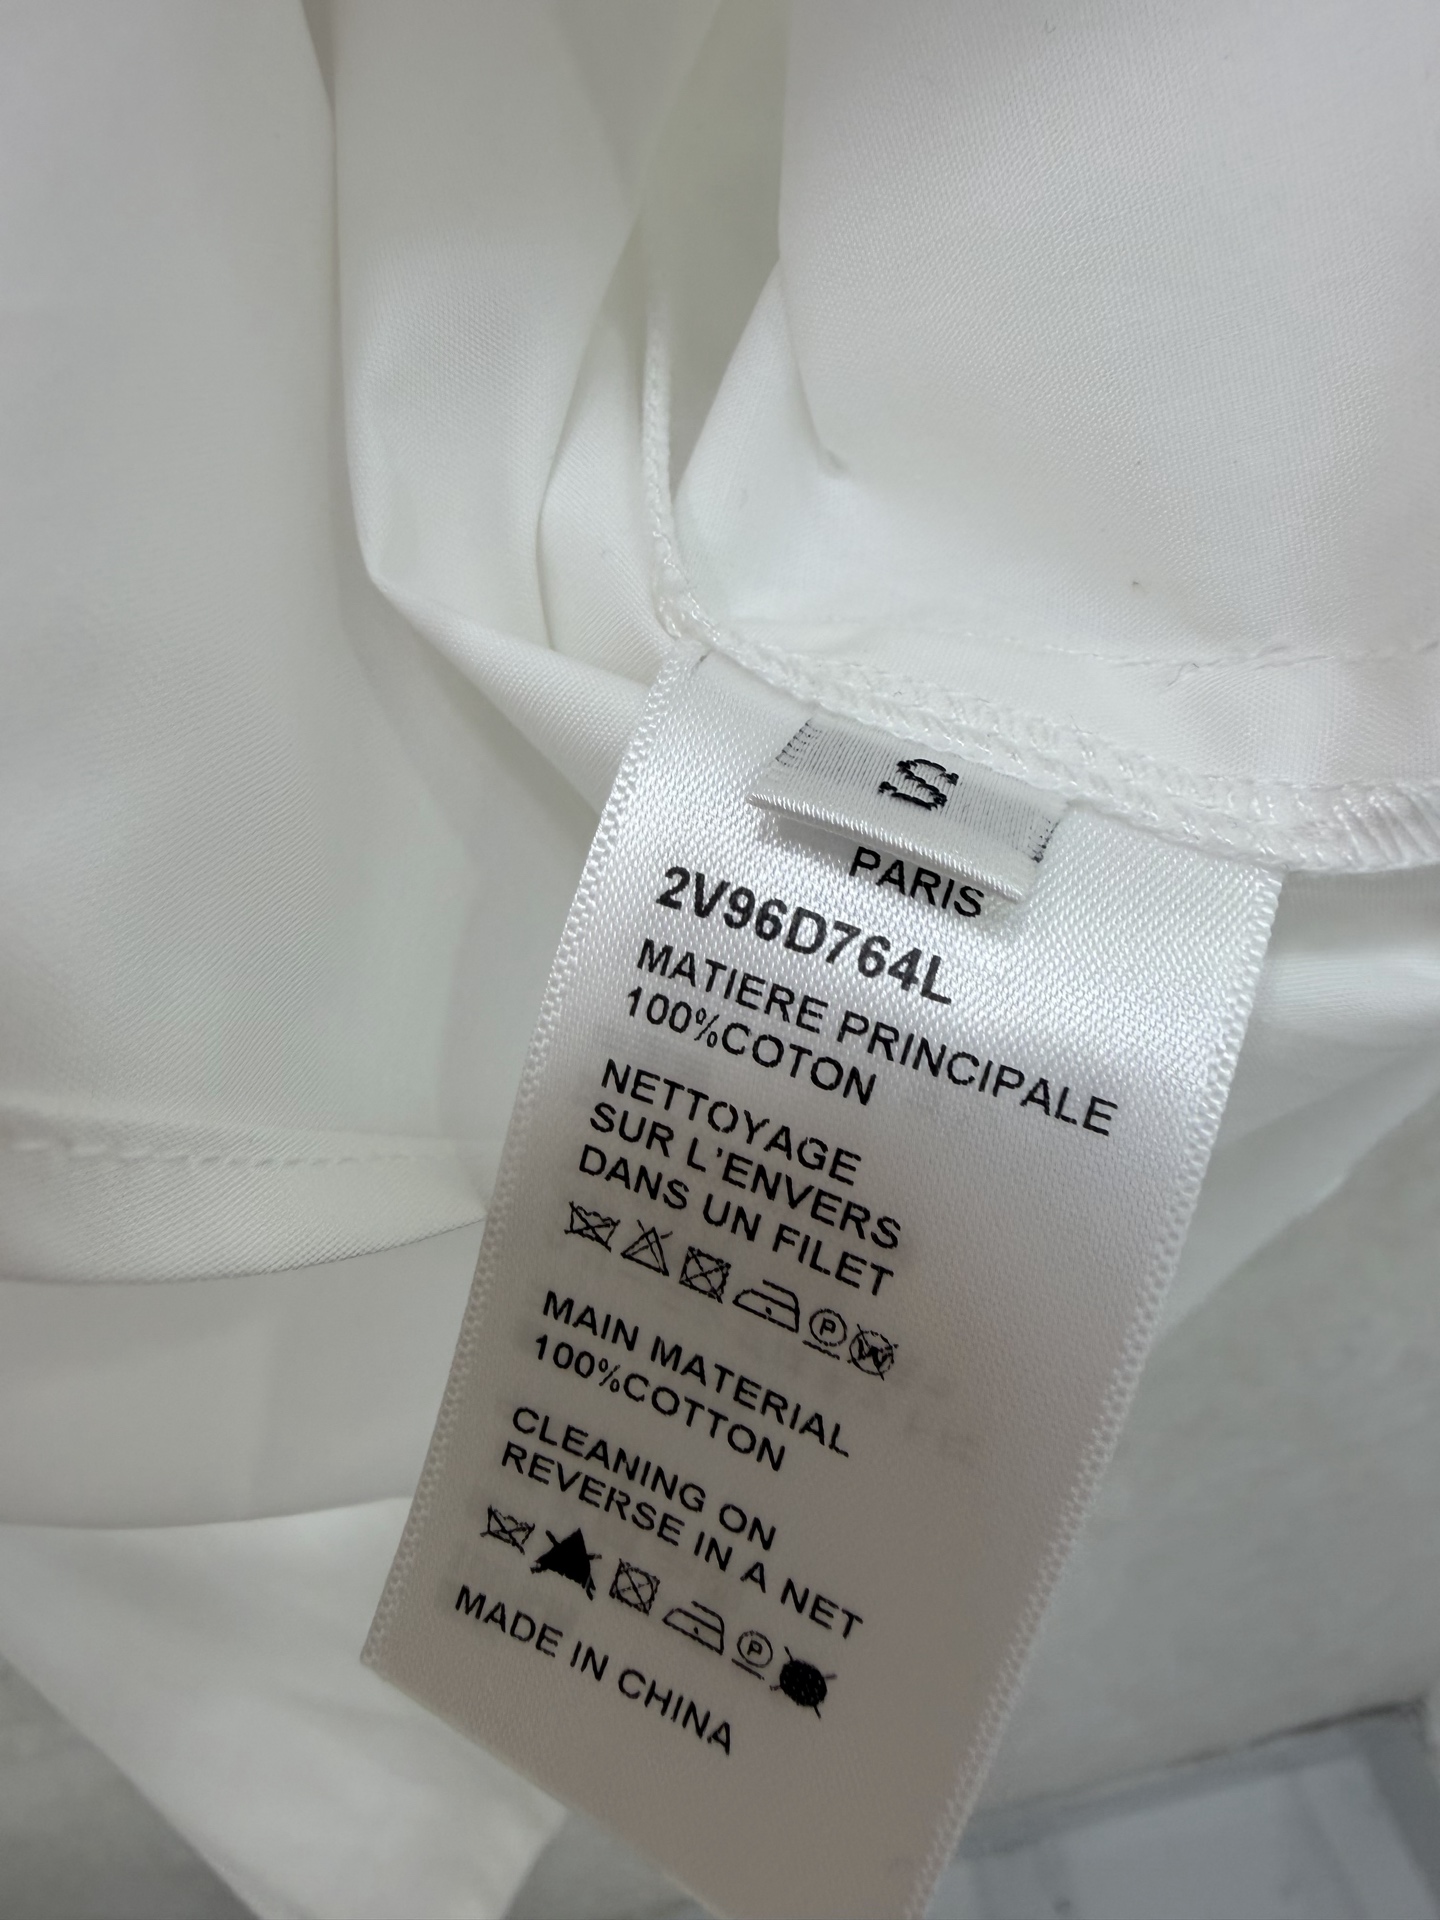 S
PARIS
2V96D764L
MATIERE PRINCIPALE
100%COTON
NETTOYAGE
SUR L'ENVERS
DANS UN FILET
P W
MAIN MATERIAL
100%COTTON
CLEANING ON
REVERSE IN A NET
P
MADE IN CHINA